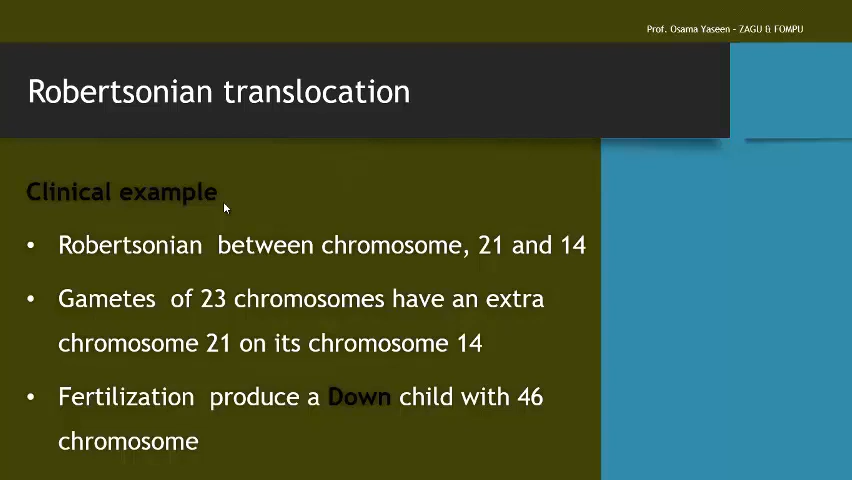 Prof. Osama Yaseen – ZAGU & FOMPU
Robertsonian translocation
Clinical example
• Robertsonian between chromosome, 21 and 14
• Gametes of 23 chromosomes have an extra
chromosome 21 on its chromosome 14
• Fertilization produce a Down child with 46
chromosome